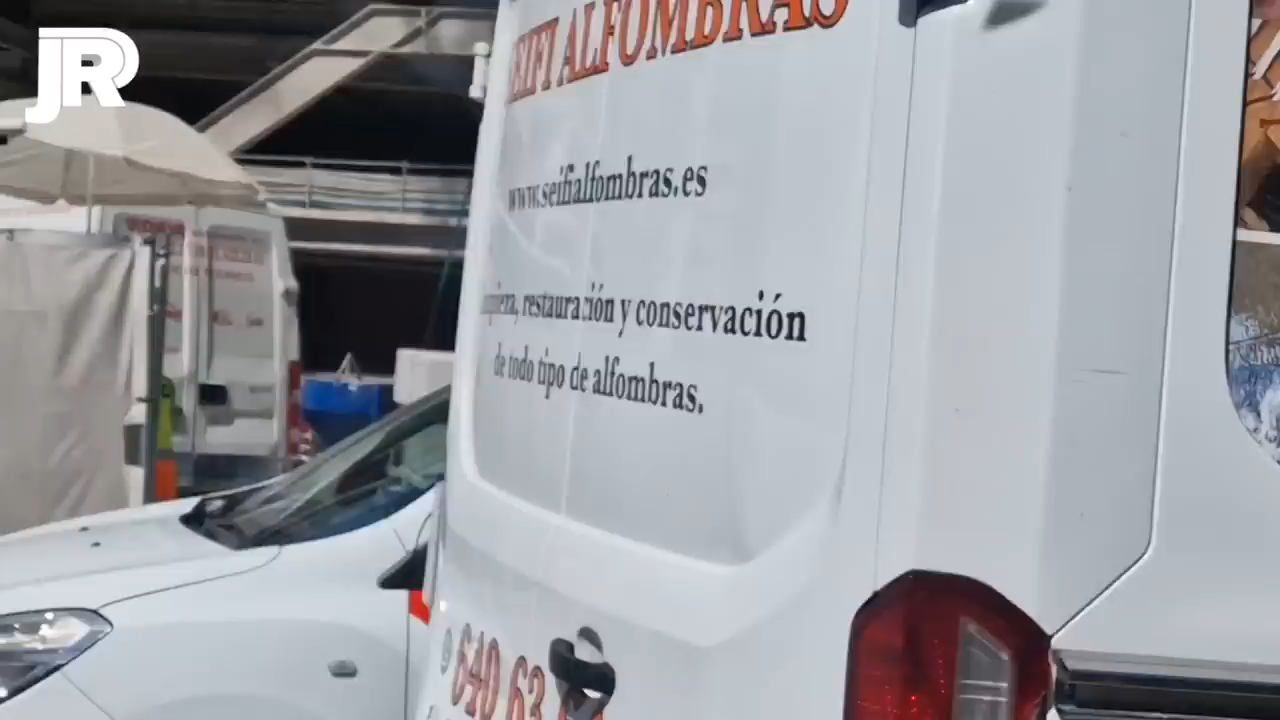 JR
SEIFI ALFOMBRAS
www.seifialfombras.es
restauración y conservación
de todo tipo de alfombras.
640 63